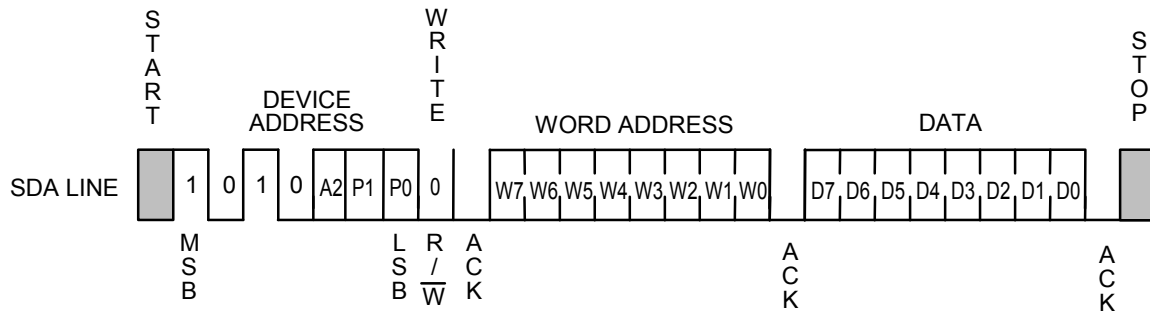 START
WRITE
STOP
DEVICE
ADDRESS
WORD ADDRESS
DATA
SDA LINE
1 0 1 0 A2 P1 P0 0
W7 W6 W5 W4 W3 W2 W1 W0
D7 D6 D5 D4 D3 D2 D1 D0
MSB
LSB
R/W̅
ACK
ACK
ACK